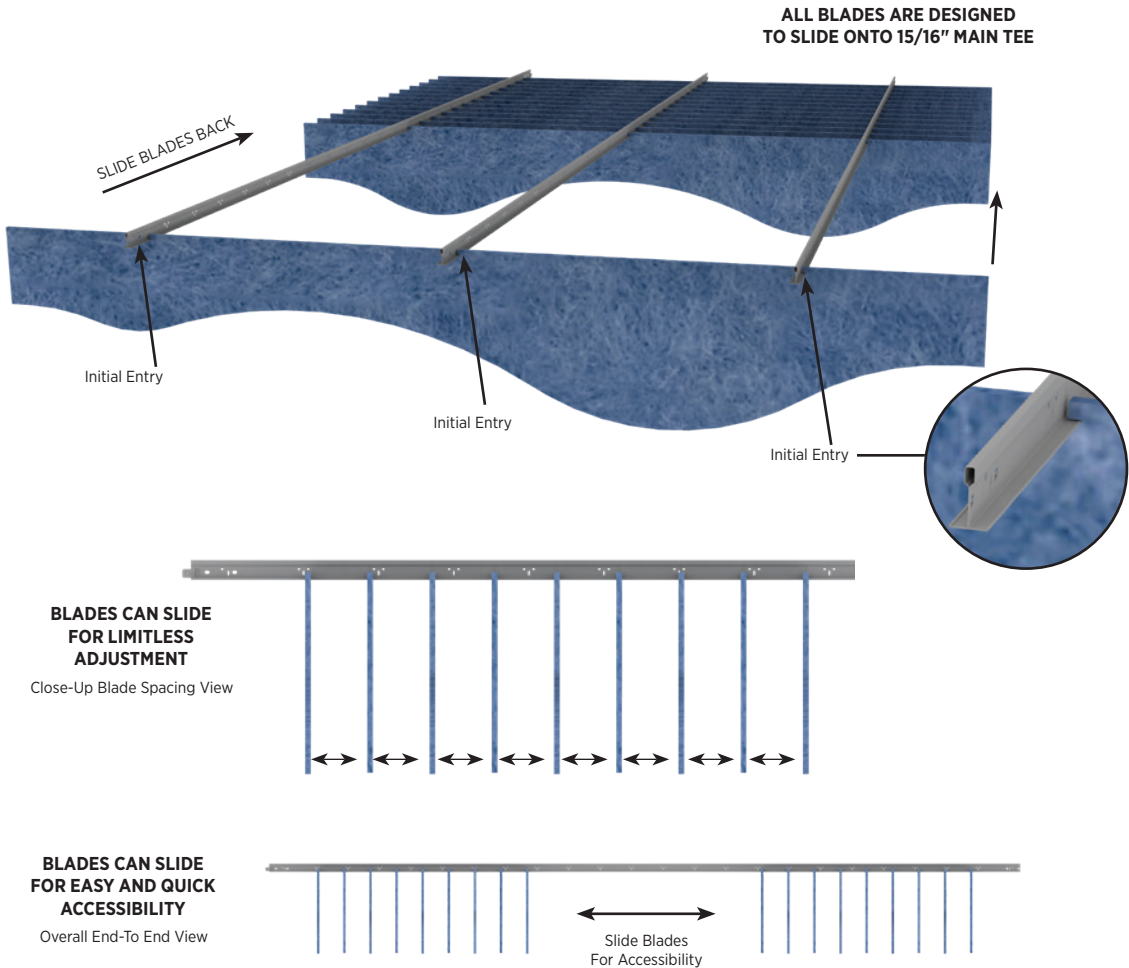 ALL BLADES ARE DESIGNED
TO SLIDE ONTO 15/16" MAIN TEE
SLIDE BLADES BACK
Initial Entry
Initial Entry
Initial Entry
BLADES CAN SLIDE
FOR LIMITLESS
ADJUSTMENT
Close-Up Blade Spacing View
BLADES CAN SLIDE
FOR EASY AND QUICK
ACCESSIBILITY
Overall End-To End View
Slide Blades
For Accessibility